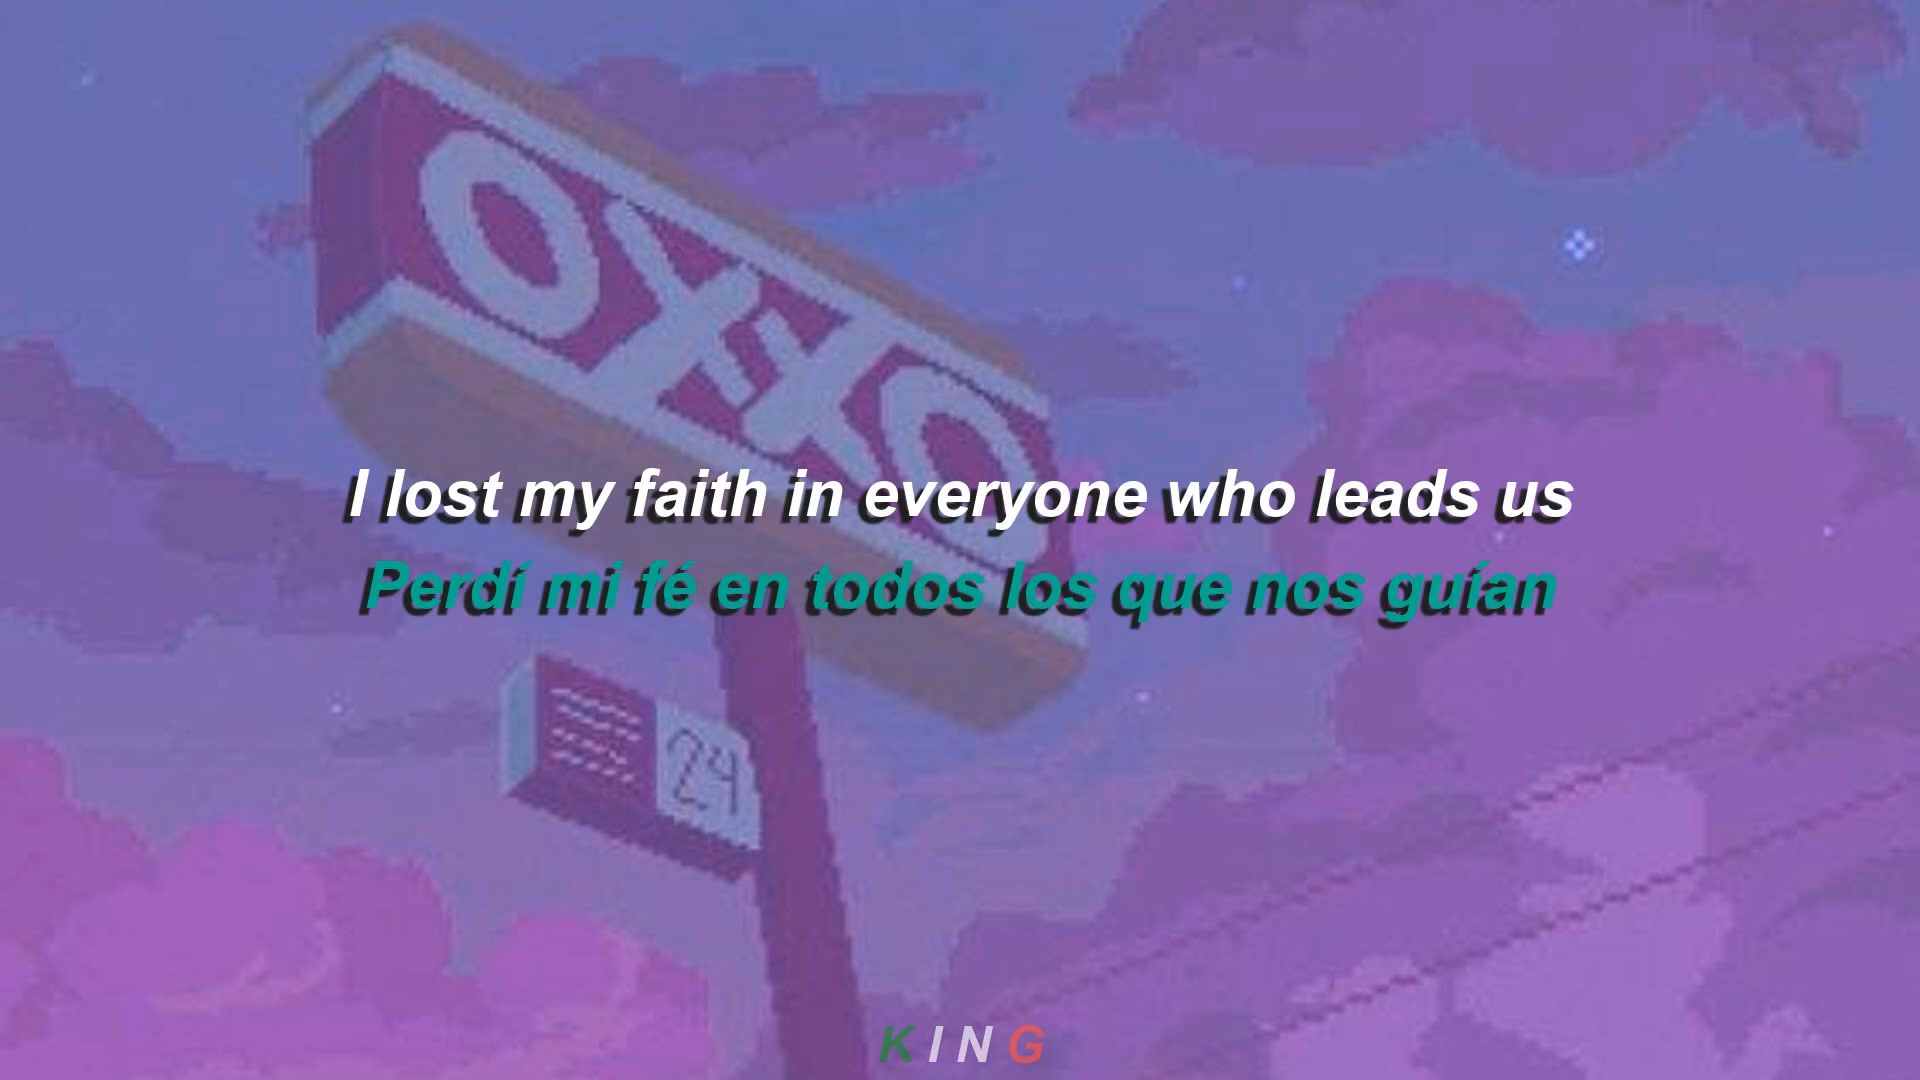 OXXO
I lost my faith in everyone who leads us
Perdí mi fé en todos los que nos guían
24
KING